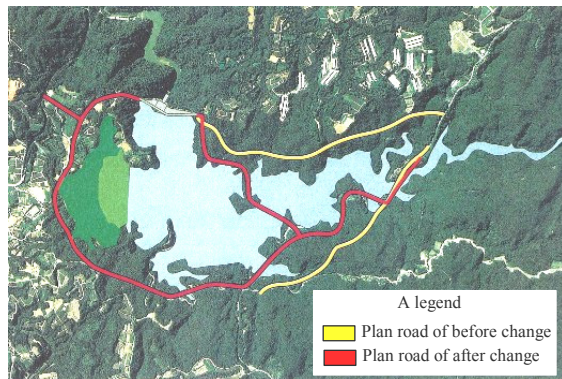 A legend
Plan road of before change
Plan road of after change